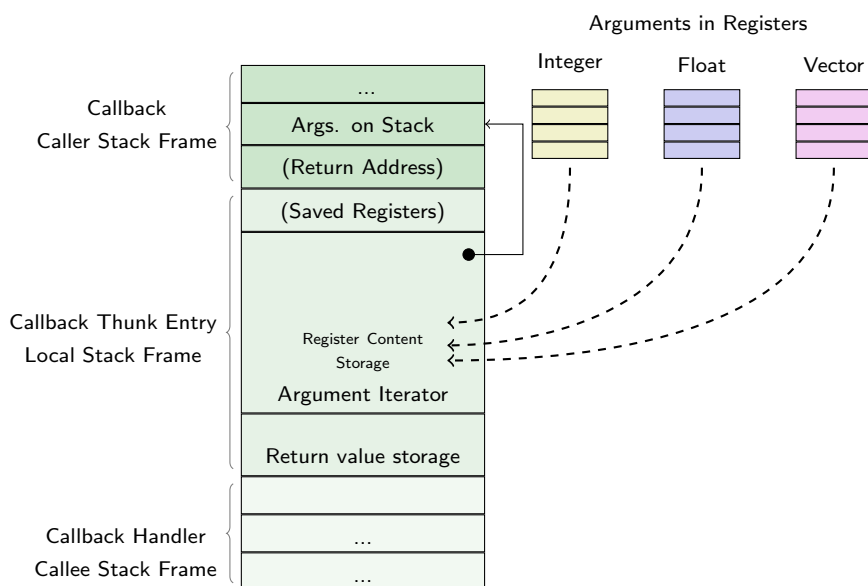 Arguments in Registers
Integer
Float
Vector
...
Callback
Caller Stack Frame
Args. on Stack
(Return Address)
(Saved Registers)
Callback Thunk Entry
Local Stack Frame
Register Content
Storage
Argument Iterator
Return value storage
Callback Handler
Callee Stack Frame
...
...